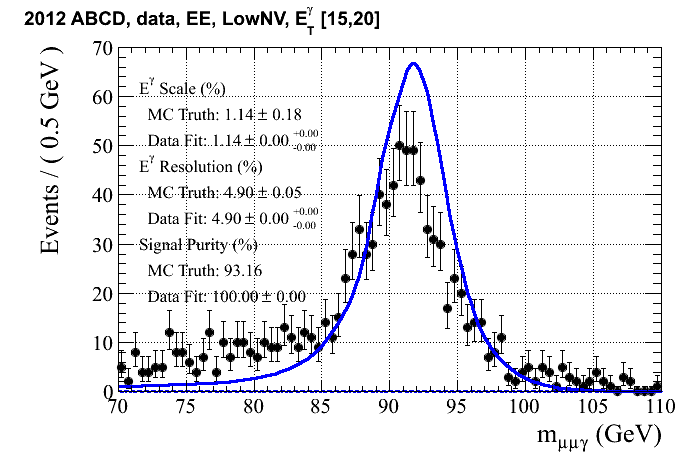 2012 ABCD, data, EE, LowNV, E_T^γ [15,20]
Events / ( 0.5 GeV )
70
60
50
40
30
20
10
0
E^γ Scale (%)
MC Truth: 1.14 ± 0.18
Data Fit: 1.14 ± 0.00 +0.00 -0.00
E^γ Resolution (%)
MC Truth: 4.90 ± 0.05
Data Fit: 4.90 ± 0.00 +0.00 -0.00
Signal Purity (%)
MC Truth: 93.16
Data Fit: 100.00 ± 0.00
70 75 80 85 90 95 100 105 110
m_μμγ (GeV)